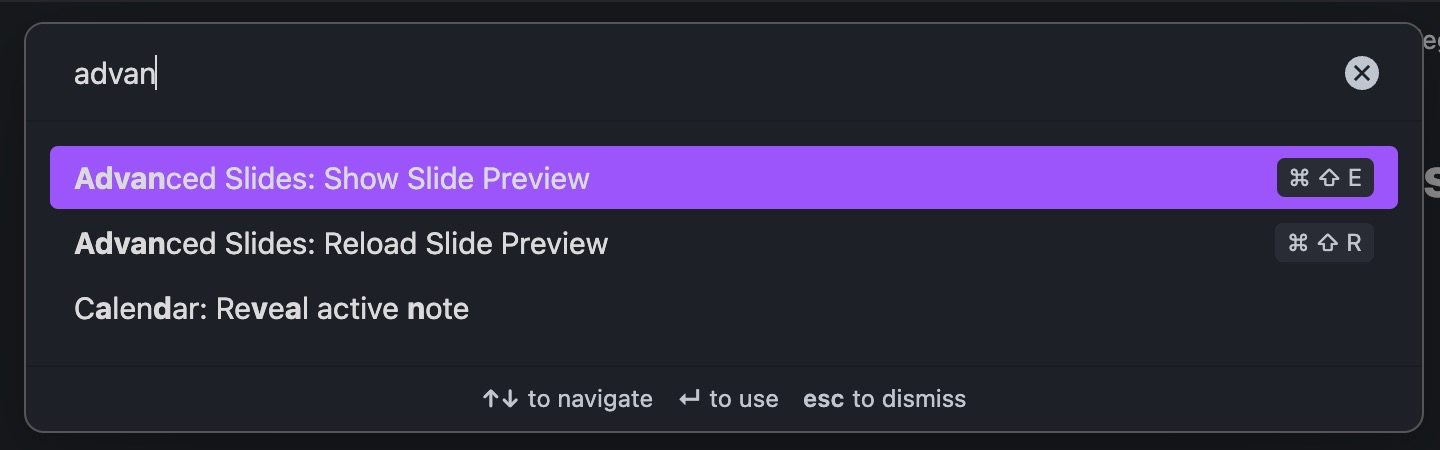 advan
Advanced Slides: Show Slide Preview ⌘ ⇧ E
Advanced Slides: Reload Slide Preview ⌘ ⇧ R
Calendar: Reveal active note
↑↓ to navigate ↵ to use esc to dismiss